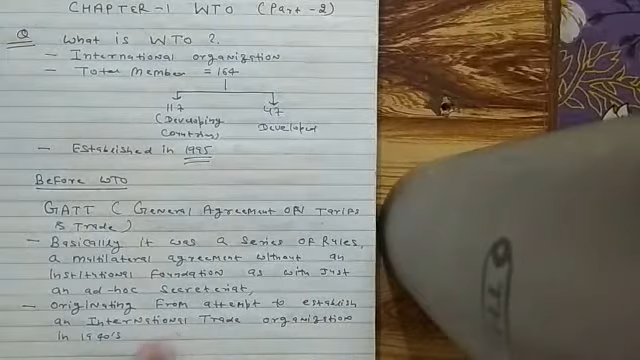 CHAPTER-1 WTO (Part-2)
Q What is WTO?
- International organization
- Total Member = 164
117 47
(Developing Developed
Countries)
- Established in 1995
Before WTO
GATT (General Agreement ON Tariffs
& Trade)
- Basically it was a series of Rules,
a multilateral agreement without an
Institutional Foundation as with Just
an ad-hoc Secretariat,
- Originating From attempt to establish
an International Trade organization
In 1940's